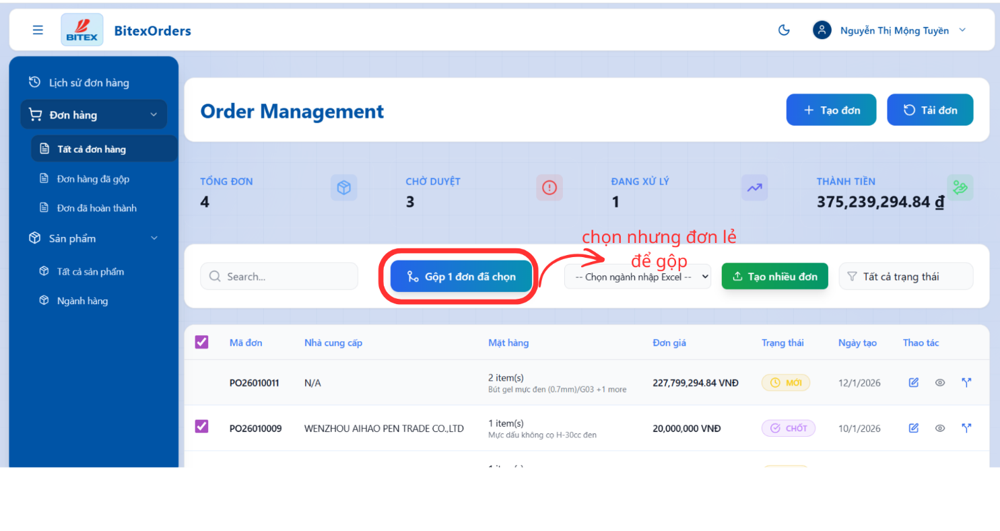 BITEX
BitexOrders
Nguyễn Thị Mộng Tuyền
Lịch sử đơn hàng
Đơn hàng
Tất cả đơn hàng
Đơn hàng đã gộp
Đơn đã hoàn thành
Sản phẩm
Tất cả sản phẩm
Ngành hàng
Order Management
Tạo đơn
Tải đơn
TỔNG ĐƠN
4
CHỜ DUYỆT
3
ĐANG XỬ LÝ
1
THÀNH TIỀN
375,239,294.84 ₫
chọn nhưng đơn lẻ
để gộp
Search...
Gộp 1 đơn đã chọn
-- Chọn ngành nhập Excel --
Tạo nhiều đơn
Tất cả trạng thái
Mã đơn Nhà cung cấp Mặt hàng Đơn giá Trạng thái Ngày tạo Thao tác
PO26010011 N/A 2 item(s) 227,799,294.84 VNĐ MỚI 12/1/2026
Bút gel mực đen (0.7mm)/G03 +1 more
PO26010009 WENZHOU AIHAO PEN TRADE CO.,LTD 1 item(s) 20,000,000 VNĐ CHỐT 10/1/2026
Mực dấu không cọ H-30cc đen